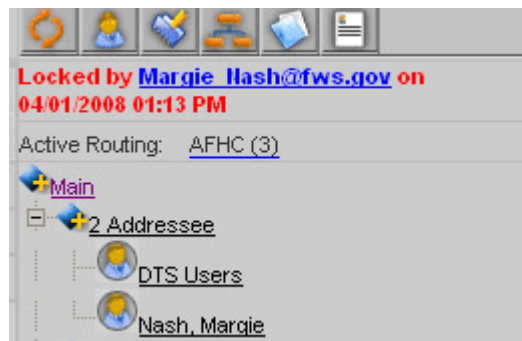 Locked by Margie_Nash@fws.gov on
04/01/2008 01:13 PM
Active Routing: AFHC (3)
Main
2 Addressee
DTS Users
Nash, Margie